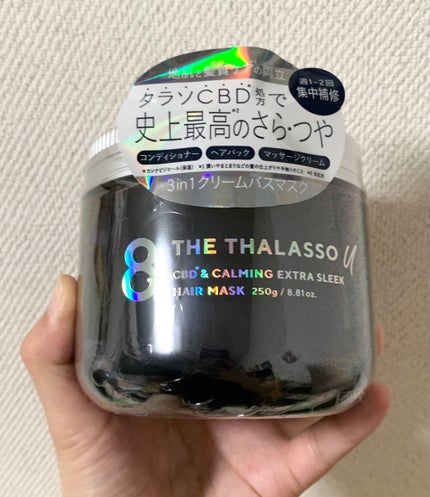 地肌と髪質ケアの両立
週1-2回
集中補修
タラソCBD処方で
史上最高のさら・つや
コンディショナー ヘアパック マッサージクリーム
3in1クリームバスマスク
8 THE THALASSO u
CBD* & CALMING EXTRA SLEEK
HAIR MASK 250g / 8.81oz.